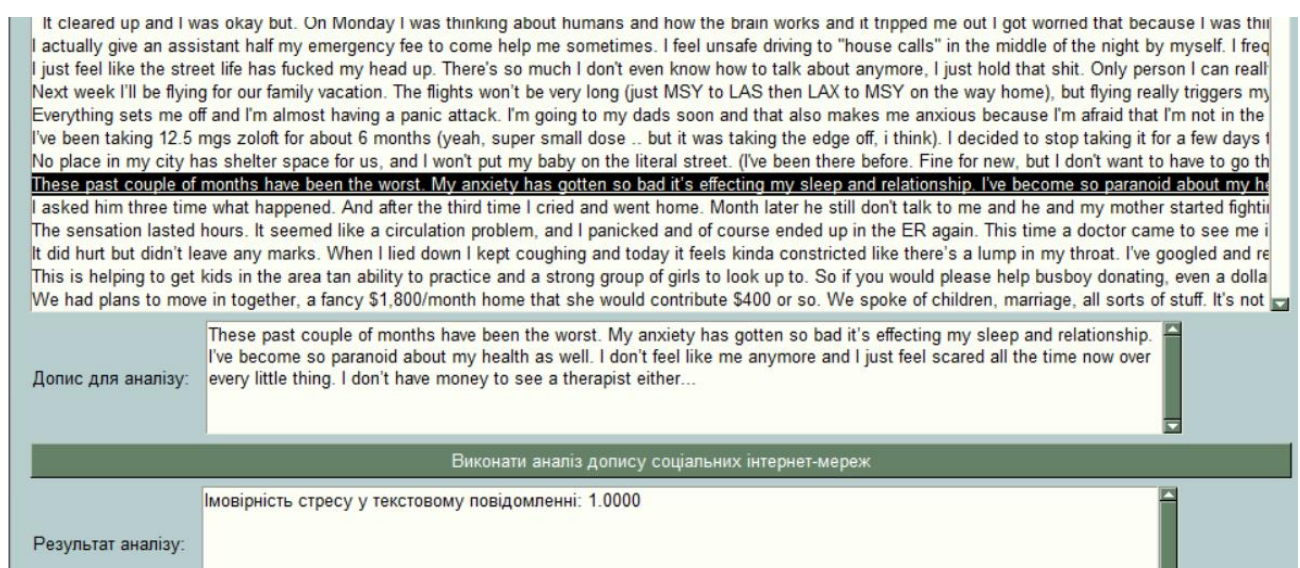 It cleared up and I was okay but. On Monday I was thinking about humans and how the brain works and it tripped me out I got worried that because I was
I actually give an assistant half my emergency fee to come help me sometimes. I feel unsafe driving to "house calls" in the middle of the night by myself. I
I just feel like the street life has fucked my head up. There's so much I don't even know how to talk about anymore, I just hold that shit. Only person I can
Next week I'll be flying for our family vacation. The flights won't be very long (just MSY to LAS then LAX to MSY on the way home), but flying really triggers
Everything sets me off and I'm almost having a panic attack. I'm going to my dads soon and that also makes me anxious because I'm afraid that I'm not in the
I've been taking 12.5 mgs zoloft for about 6 months (yeah, super small dose .. but it was taking the edge off, i think). I decided to stop taking it for a few days
No place in my city has shelter space for us, and I won't put my baby on the literal street. (I've been there before. Fine for new, but I don't want to have to go
These past couple of months have been the worst. My anxiety has gotten so bad it's effecting my sleep and relationship. I've become so paranoid about my
I asked him three time what happened. And after the third time I cried and went home. Month later he still don't talk to me and he and my mother started
The sensation lasted hours. It seemed like a circulation problem, and I panicked and of course ended up in the ER again. This time a doctor came to see me
It did hurt but didn't leave any marks. When I lied down I kept coughing and today it feels kinda constricted like there's a lump in my throat. I've googled and
This is helping to get kids in the area tan ability to practice and a strong group of girls to look up to. So if you would please help busboy donating, even a
We had plans to move in together, a fancy $1,800/month home that she would contribute $400 or so. We spoke of children, marriage, all sorts of stuff. It's not
These past couple of months have been the worst. My anxiety has gotten so bad it's effecting my sleep and relationship.
I've become so paranoid about my health as well. I don't feel like me anymore and I just feel scared all the time now over
Допис для аналізу: every little thing. I don't have money to see a therapist either...
Виконати аналіз допису соціальних інтернет-мереж
Імовірність стресу у текстовому повідомленні: 1.0000
Результат аналізу: